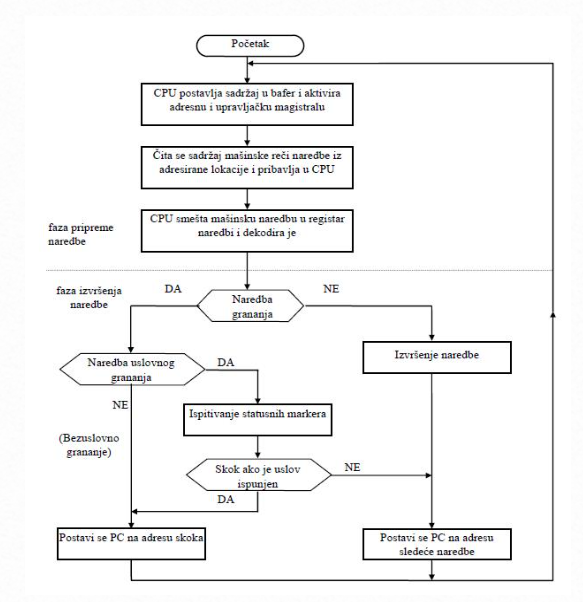 Početak
CPU postavlja sadržaj u bafer i aktivira
adresnu i upravljačku magistralu
Čita se sadržaj mašinske reči naredbe iz
adresirane lokacije i pribavlja u CPU
CPU smešta mašinsku naredbu u registar
naredbi i dekodira je
faza pripreme
naredbe
faza izvršenja
naredbe
DA
Naredba
grananja
NE
Naredba uslovnog
grananja
DA
Izvršenje naredbe
NE
Ispitivanje statusnih markera
(Bezuslovno
grananje)
Skok ako je uslov
ispunjen
NE
DA
Postavi se PC na adresu skoka
Postavi se PC na adresu
sledeće naredbe